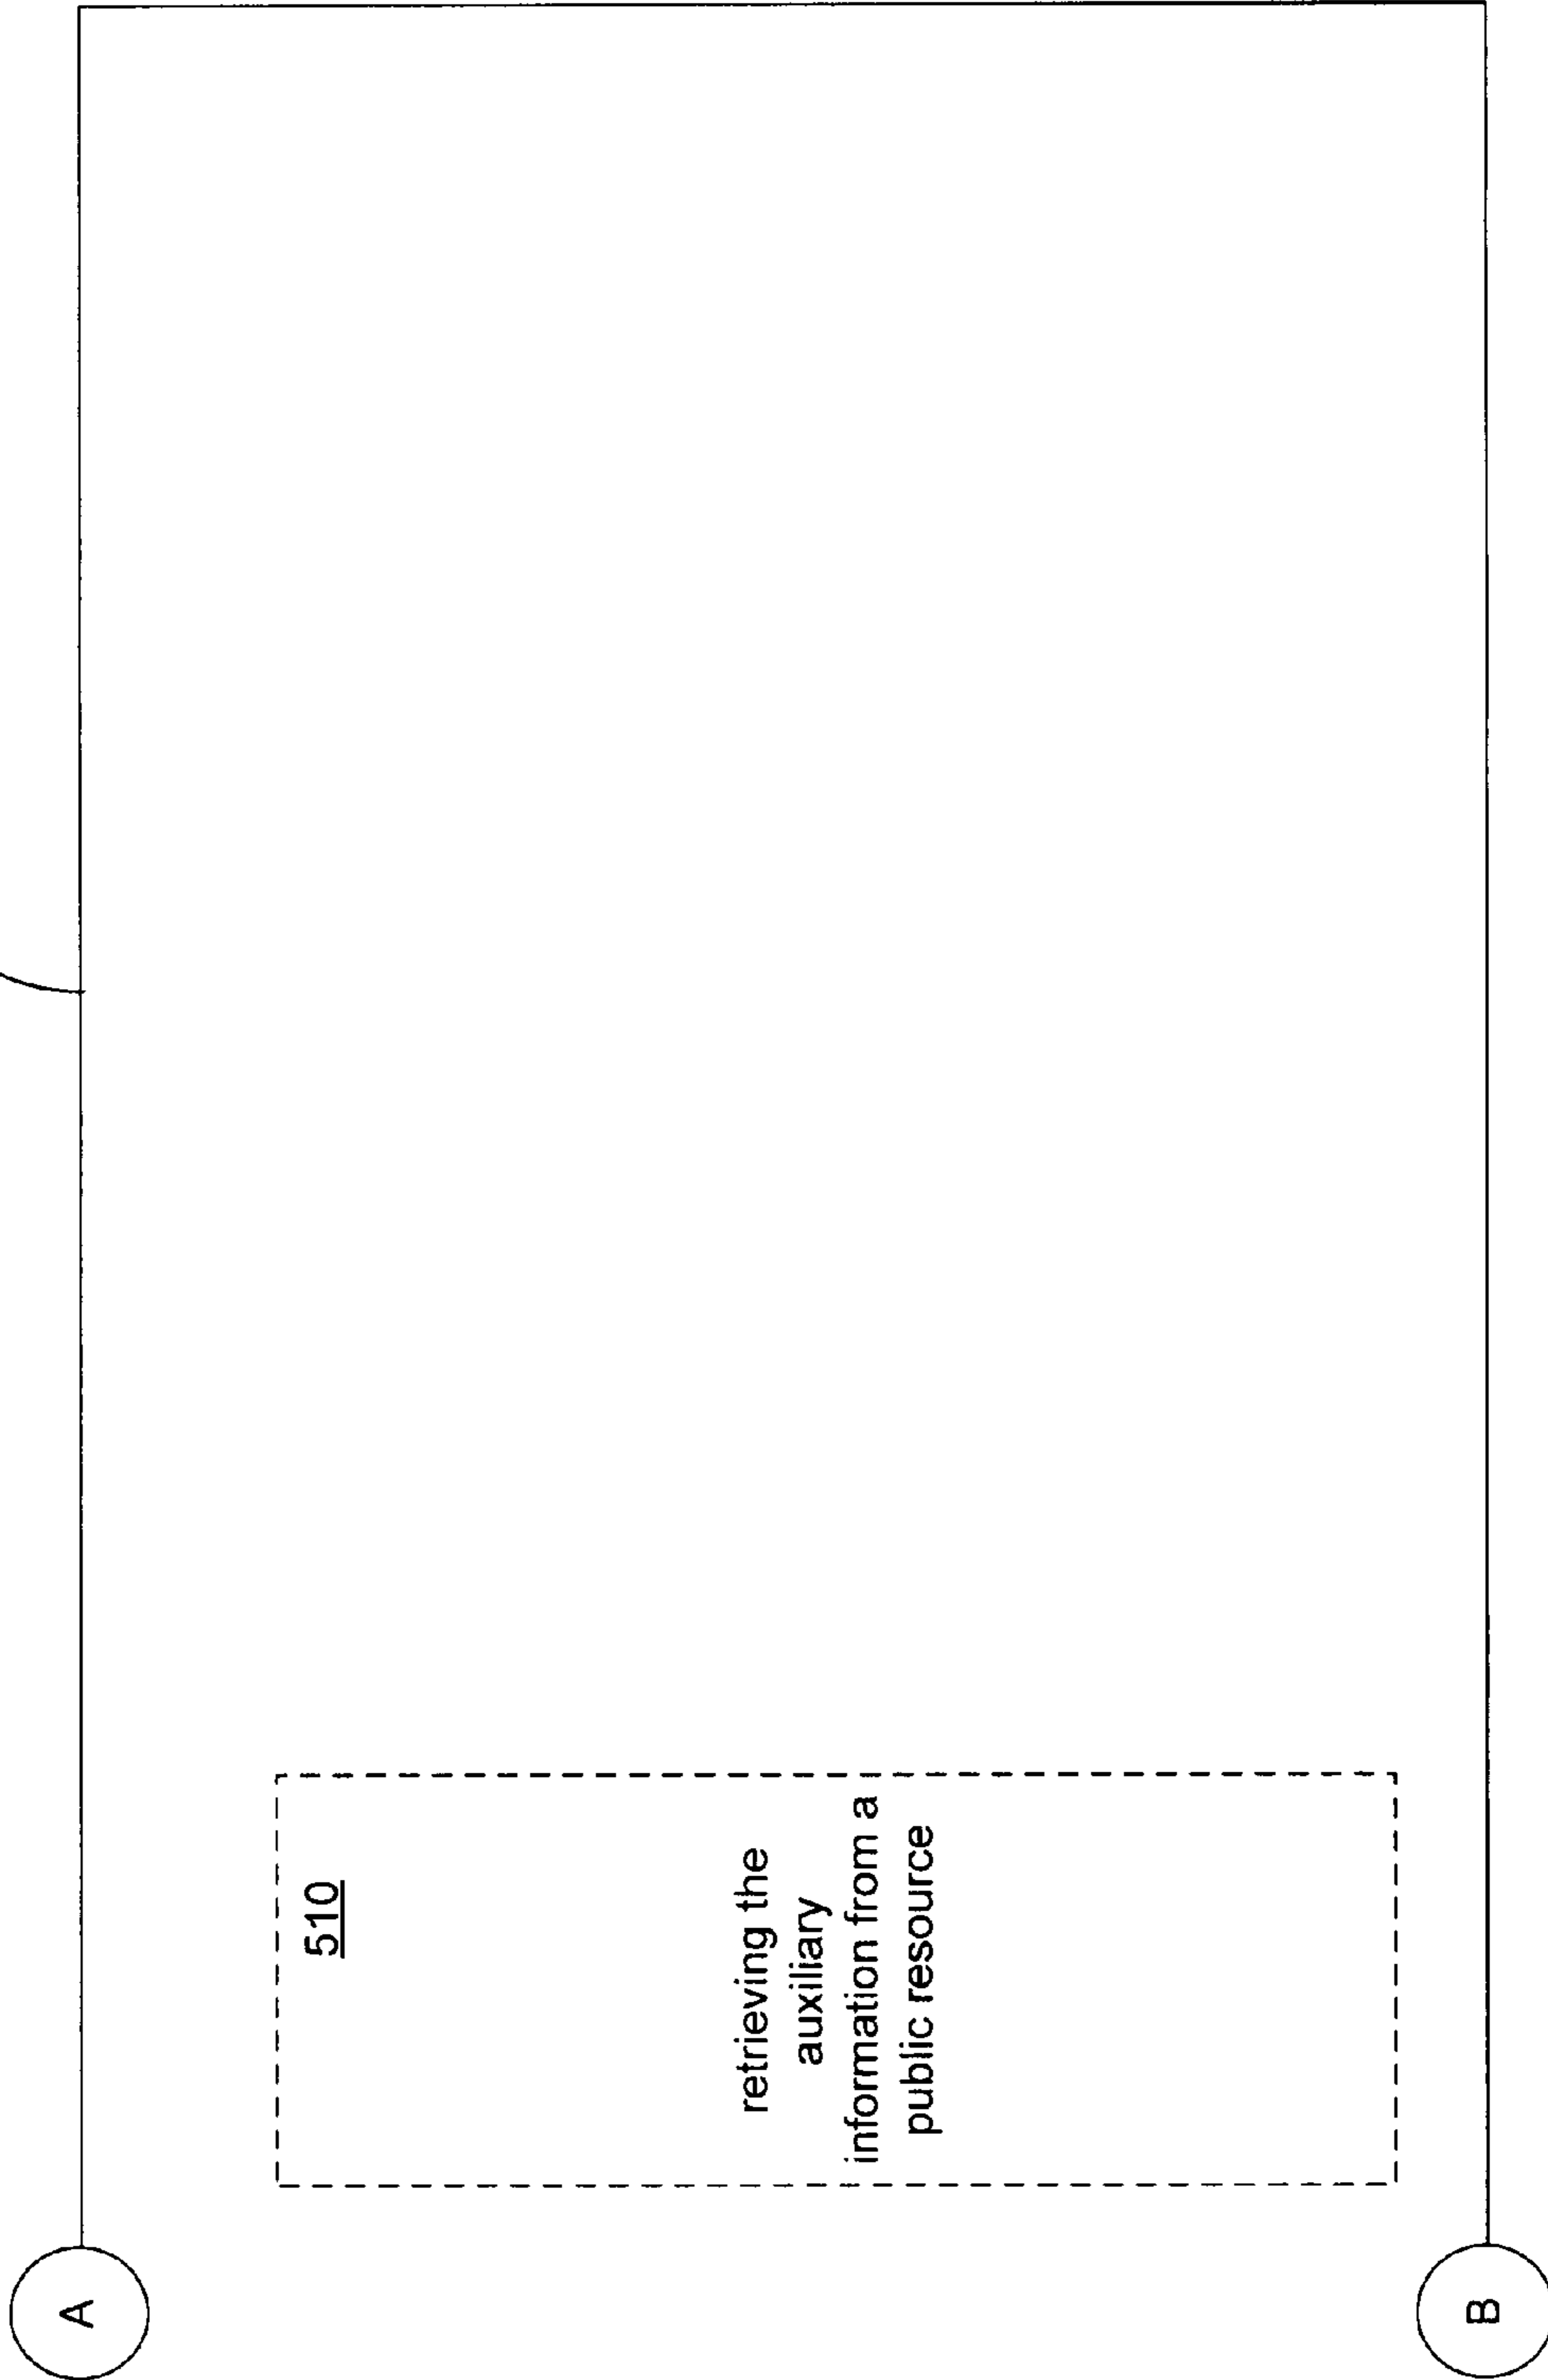 A
510
retrieving the
auxiliary
information from a
public resource
B